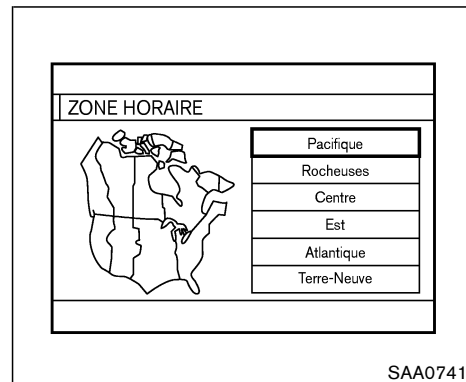 ZONE HORAIRE
Pacifique
Rocheuses
Centre
Est
Atlantique
Terre-Neuve
SAA0741